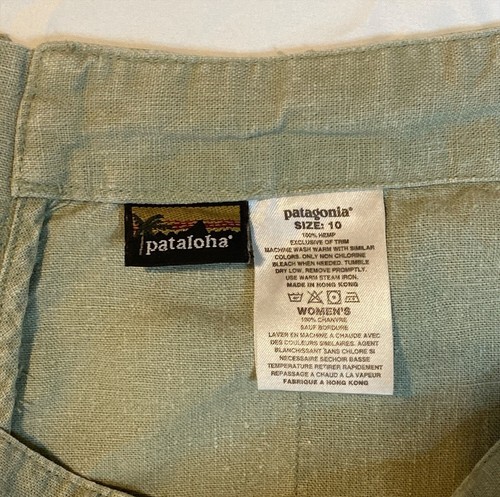 pataloha®
patagonia®
SIZE: 10
100% HEMP
EXCLUSIVE OF TRIM
MACHINE WASH WARM WITH SIMILAR
COLORS. ONLY NON CHLORINE
BLEACH WHEN NEEDED. TUMBLE
DRY LOW. REMOVE PROMPTLY.
USE WARM STEAM IRON.
MADE IN HONG KONG
WOMEN'S
100% CHANVRE
SAUF BORDURE
LAVER EN MACHINE A CHAUDE AVEC
DES COULEURS SIMILAIRES. AGENT
BLANCHISSANT SANS CHLORE SI
NECESSAIRE SECHOIR BASSE
TEMPERATURE RETIRER RAPIDEMENT
REPASSAGE A CHAUD A LA VAPEUR
FABRIQUE A HONG KONG